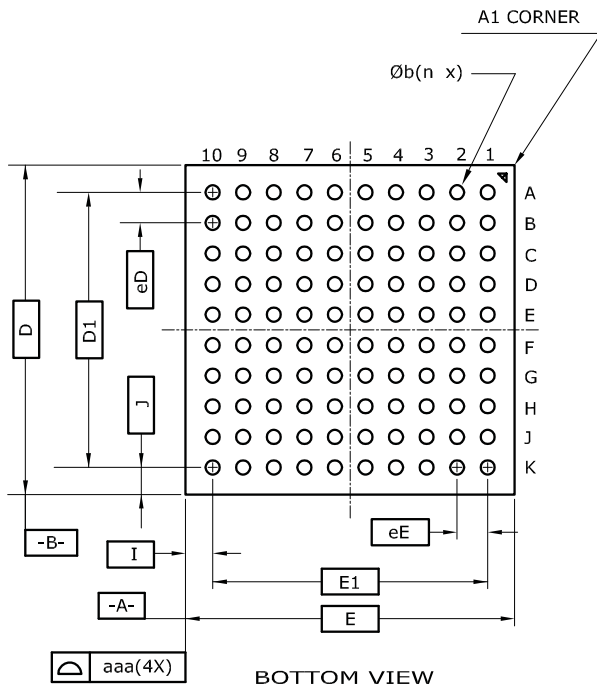 A1 CORNER
Øb(n x)
10 9 8 7 6 5 4 3 2 1
A
B
C
D
E
F
G
H
J
K
eD
D1
D
J
eE
-B-
I
E1
-A-
E
aaa(4X)
BOTTOM VIEW